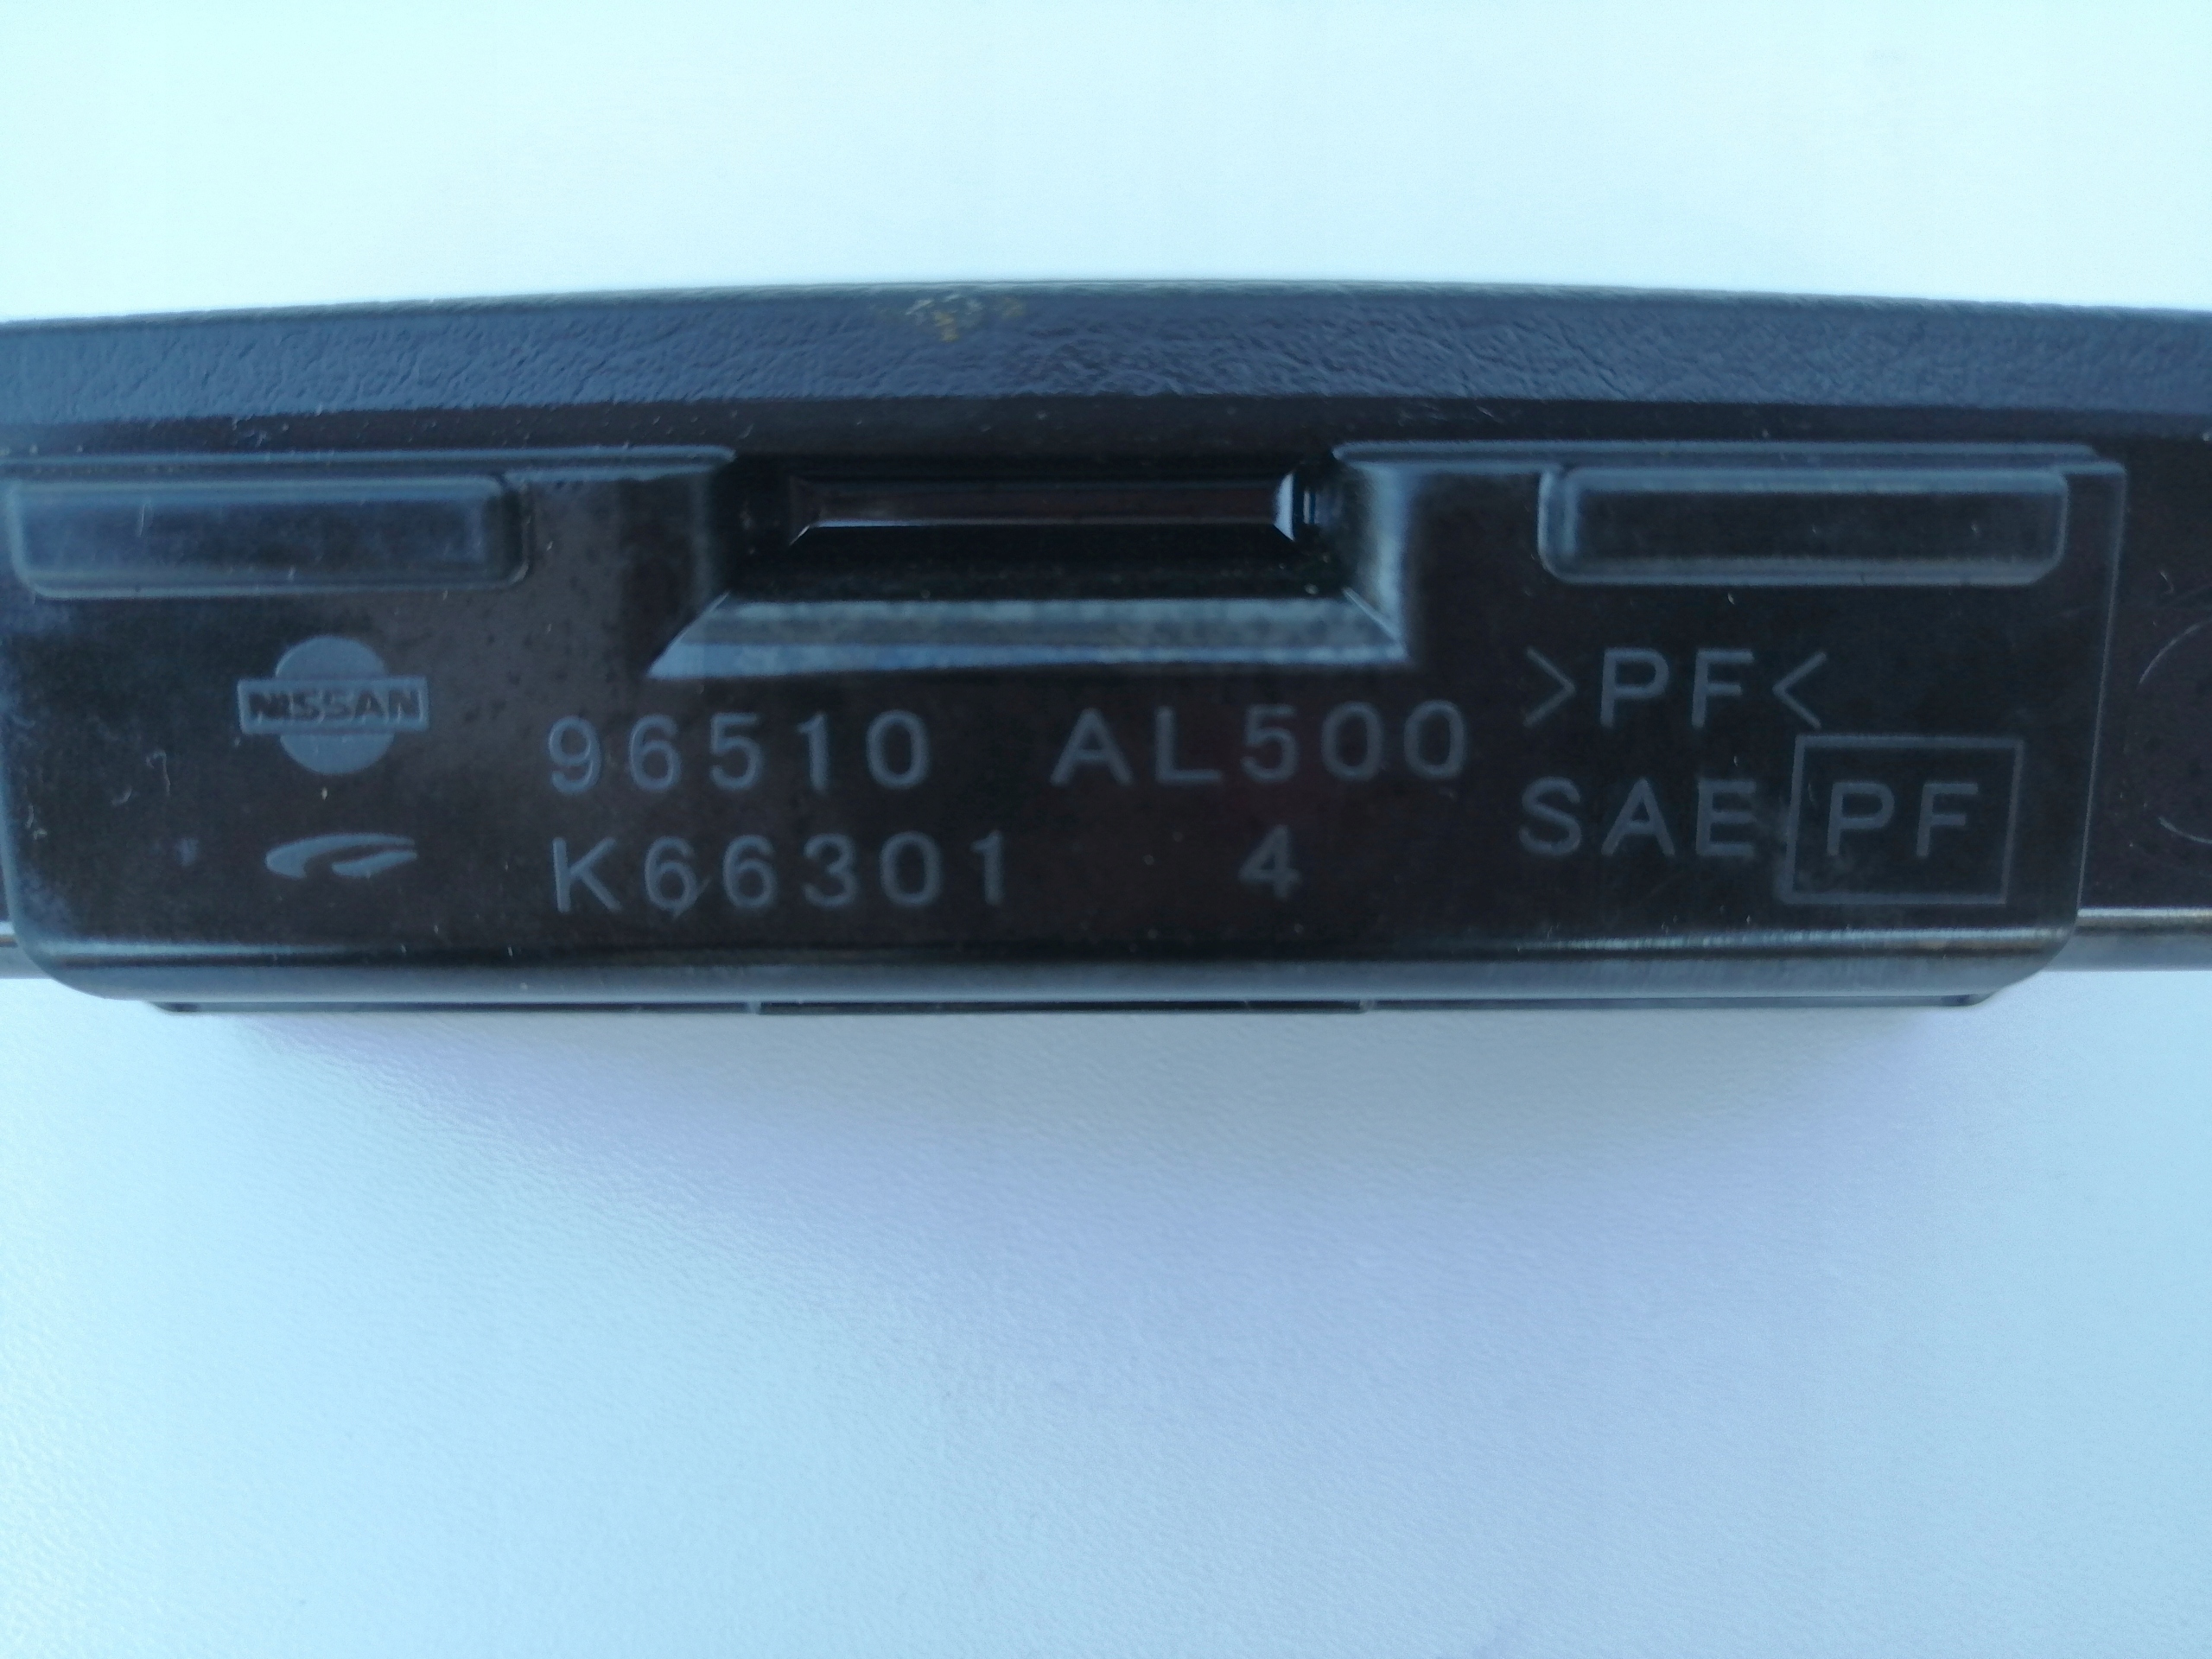 NISSAN
96510 AL500
K66301 4
>PF<
SAE PF